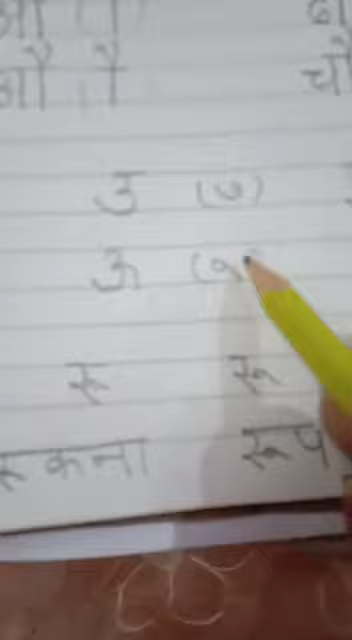 ओ ो
औ ौ चौ
उ (ु)
ऊ (ू)
रु रू
रुकना रूप